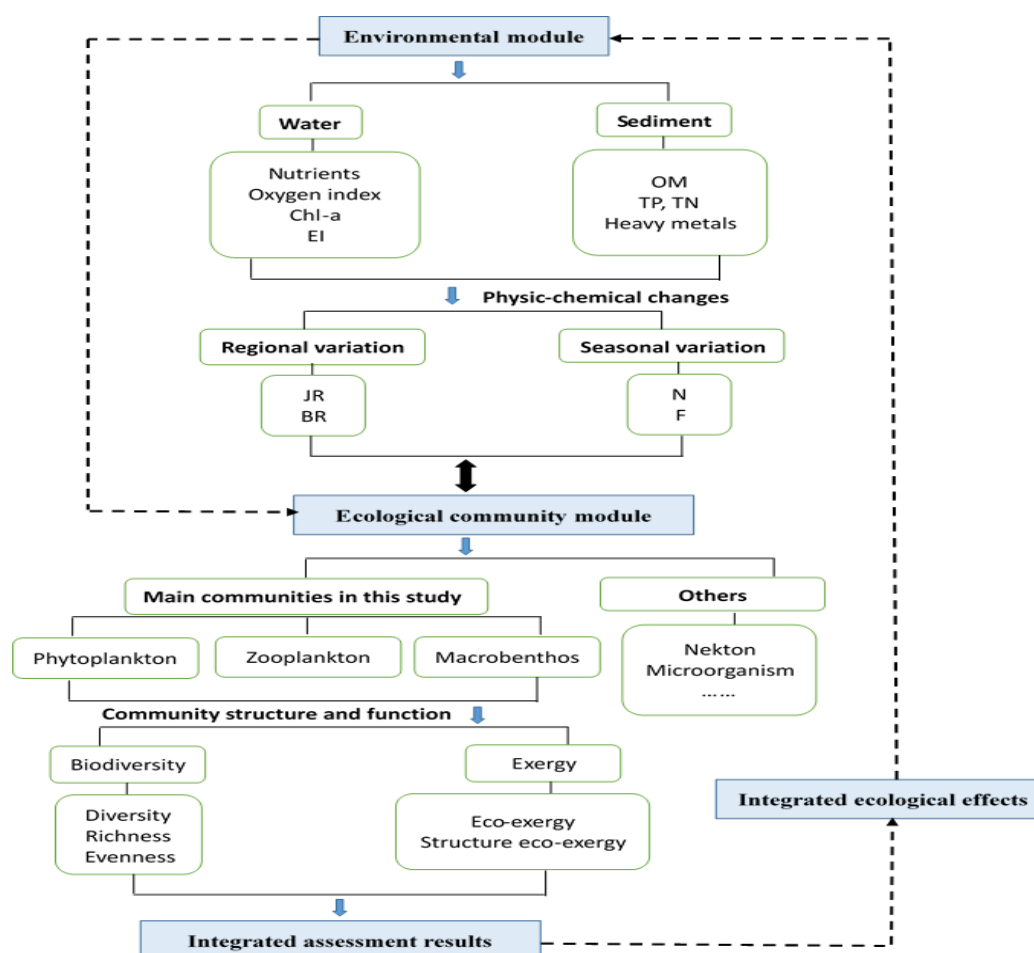 Environmental module
Water
Sediment
Nutrients
Oxygen index
Chl-a
EI
OM
TP, TN
Heavy metals
Physic-chemical changes
Regional variation
Seasonal variation
JR
BR
N
F
Ecological community module
Main communities in this study
Others
Phytoplankton
Zooplankton
Macrobenthos
Nekton
Microorganism
……
Community structure and function
Biodiversity
Exergy
Diversity
Richness
Evenness
Eco-exergy
Structure eco-exergy
Integrated ecological effects
Integrated assessment results